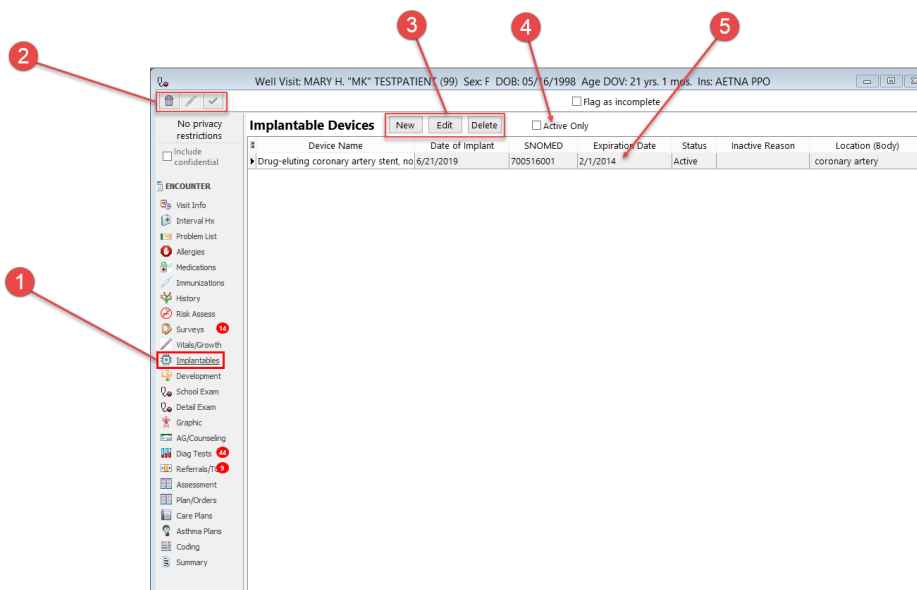 3
4
5
2
Well Visit: MARY H. "MK" TESTPATIENT (99) Sex: F DOB: 05/16/1998 Age DOV: 21 yrs. 1 mos. Ins: AETNA PPO
Flag as incomplete
No privacy
restrictions
Implantable Devices
New
Edit
Delete
Active Only
Include
confidential
Device Name
Date of Implant
SNOMED
Expiration Date
Status
Inactive Reason
Location (Body)
Drug-eluting coronary artery stent, no
6/21/2019
700516001
2/1/2014
Active
coronary artery
ENCOUNTER
Visit Info
Interval Hx
Problem List
Allergies
Medications
1
Immunizations
History
Risk Assess
Surveys 14
Vitals/Growth
Implantables
Development
School Exam
Detail Exam
Graphic
AG/Counseling
Diag Tests 44
Referrals/TO 9
Assessment
Plan/Orders
Care Plans
Asthma Plans
Coding
Summary